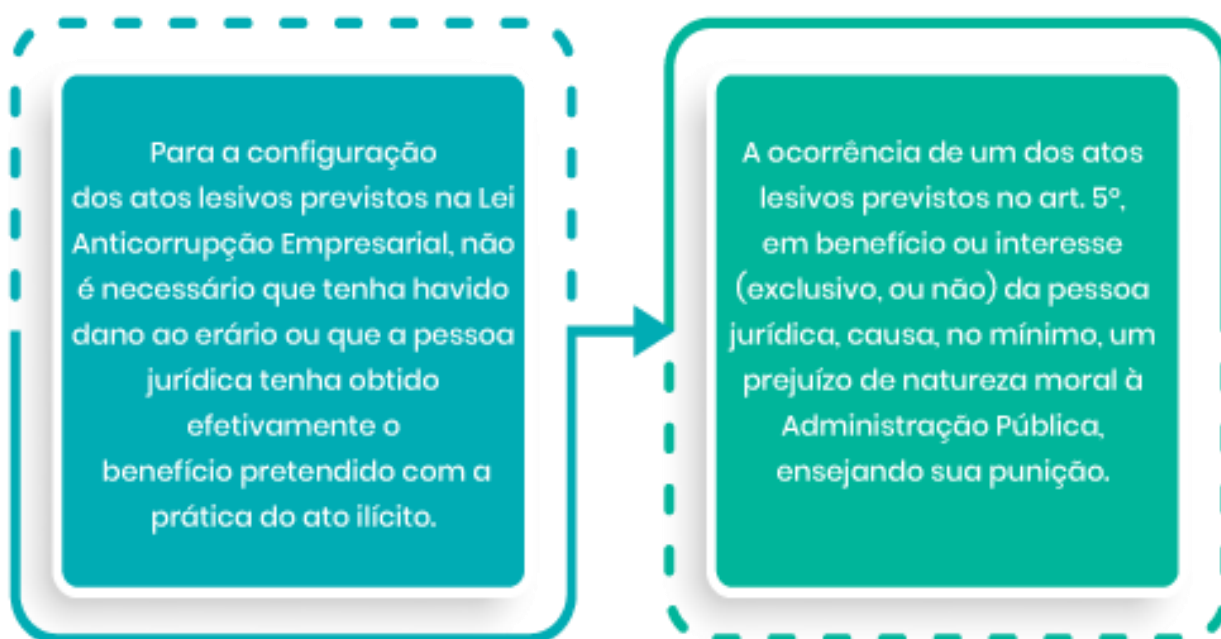 Para a configuração
dos atos lesivos previstos na Lei
Anticorrupção Empresarial, não
é necessário que tenha havido
dano ao erário ou que a pessoa
jurídica tenha obtido
efetivamente o
benefício pretendido com a
prática do ato ilícito.
A ocorrência de um dos atos
lesivos previstos no art. 5º,
em benefício ou interesse
(exclusivo, ou não) da pessoa
jurídica, causa, no mínimo, um
prejuízo de natureza moral à
Administração Pública,
ensejando sua punição.